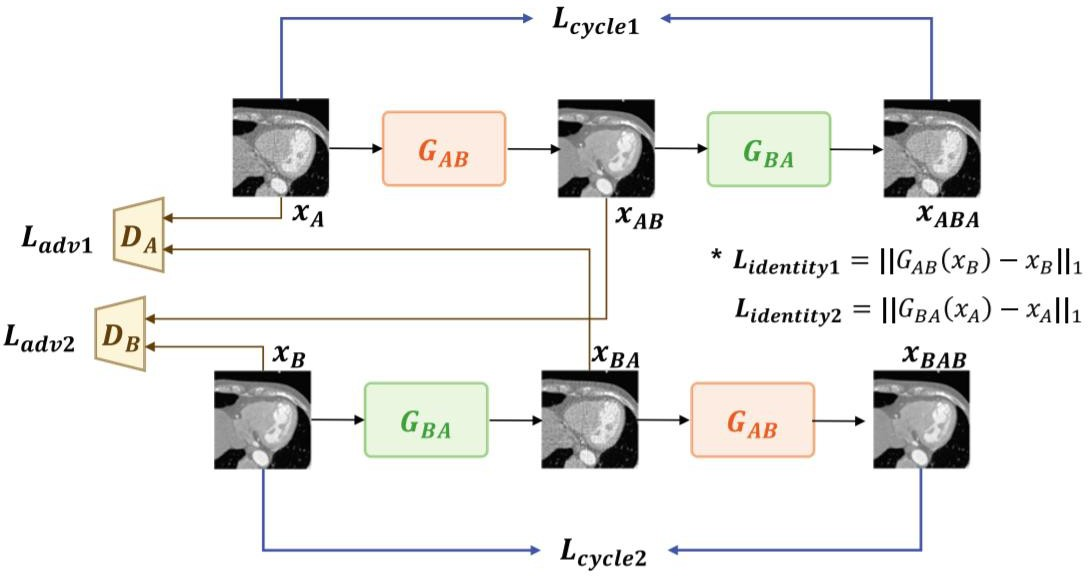 L_cycle1
G_AB
G_BA
x_A
x_AB
x_ABA
L_adv1
D_A
* L_identity1 = ||G_AB(x_B) − x_B||_1
L_identity2 = ||G_BA(x_A) − x_A||_1
L_adv2
D_B
x_B
x_BA
x_BAB
G_BA
G_AB
L_cycle2